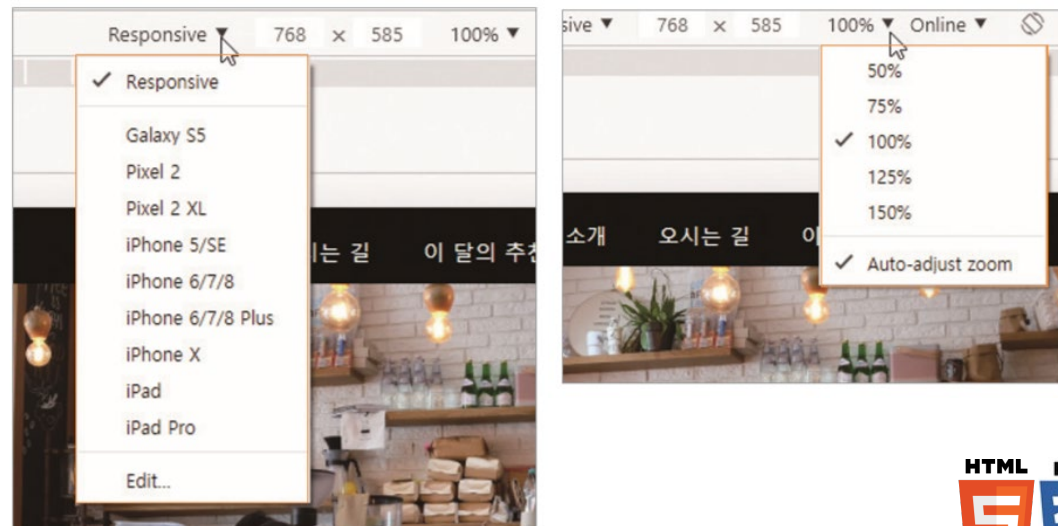 Responsive ▼ 768 × 585 100% ▼
✓ Responsive
Galaxy S5
Pixel 2
Pixel 2 XL
iPhone 5/SE
iPhone 6/7/8
iPhone 6/7/8 Plus
iPhone X
iPad
iPad Pro
Edit...
는 길 이 달의
sive ▼ 768 × 585 100% ▼ Online ▼
50%
75%
✓ 100%
125%
150%
✓ Auto-adjust zoom
소개 오시는 길
HTML